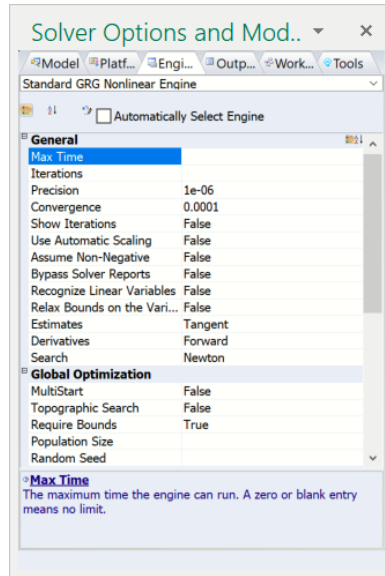 Solver Options and Mod..
Model Platf... Engi... Outp... Work... Tools
Standard GRG Nonlinear Engine
Automatically Select Engine
General
Max Time
Iterations
Precision 1e-06
Convergence 0.0001
Show Iterations False
Use Automatic Scaling False
Assume Non-Negative False
Bypass Solver Reports False
Recognize Linear Variables False
Relax Bounds on the Vari... False
Estimates Tangent
Derivatives Forward
Search Newton
Global Optimization
MultiStart False
Topographic Search False
Require Bounds True
Population Size
Random Seed
Max Time
The maximum time the engine can run. A zero or blank entry
means no limit.